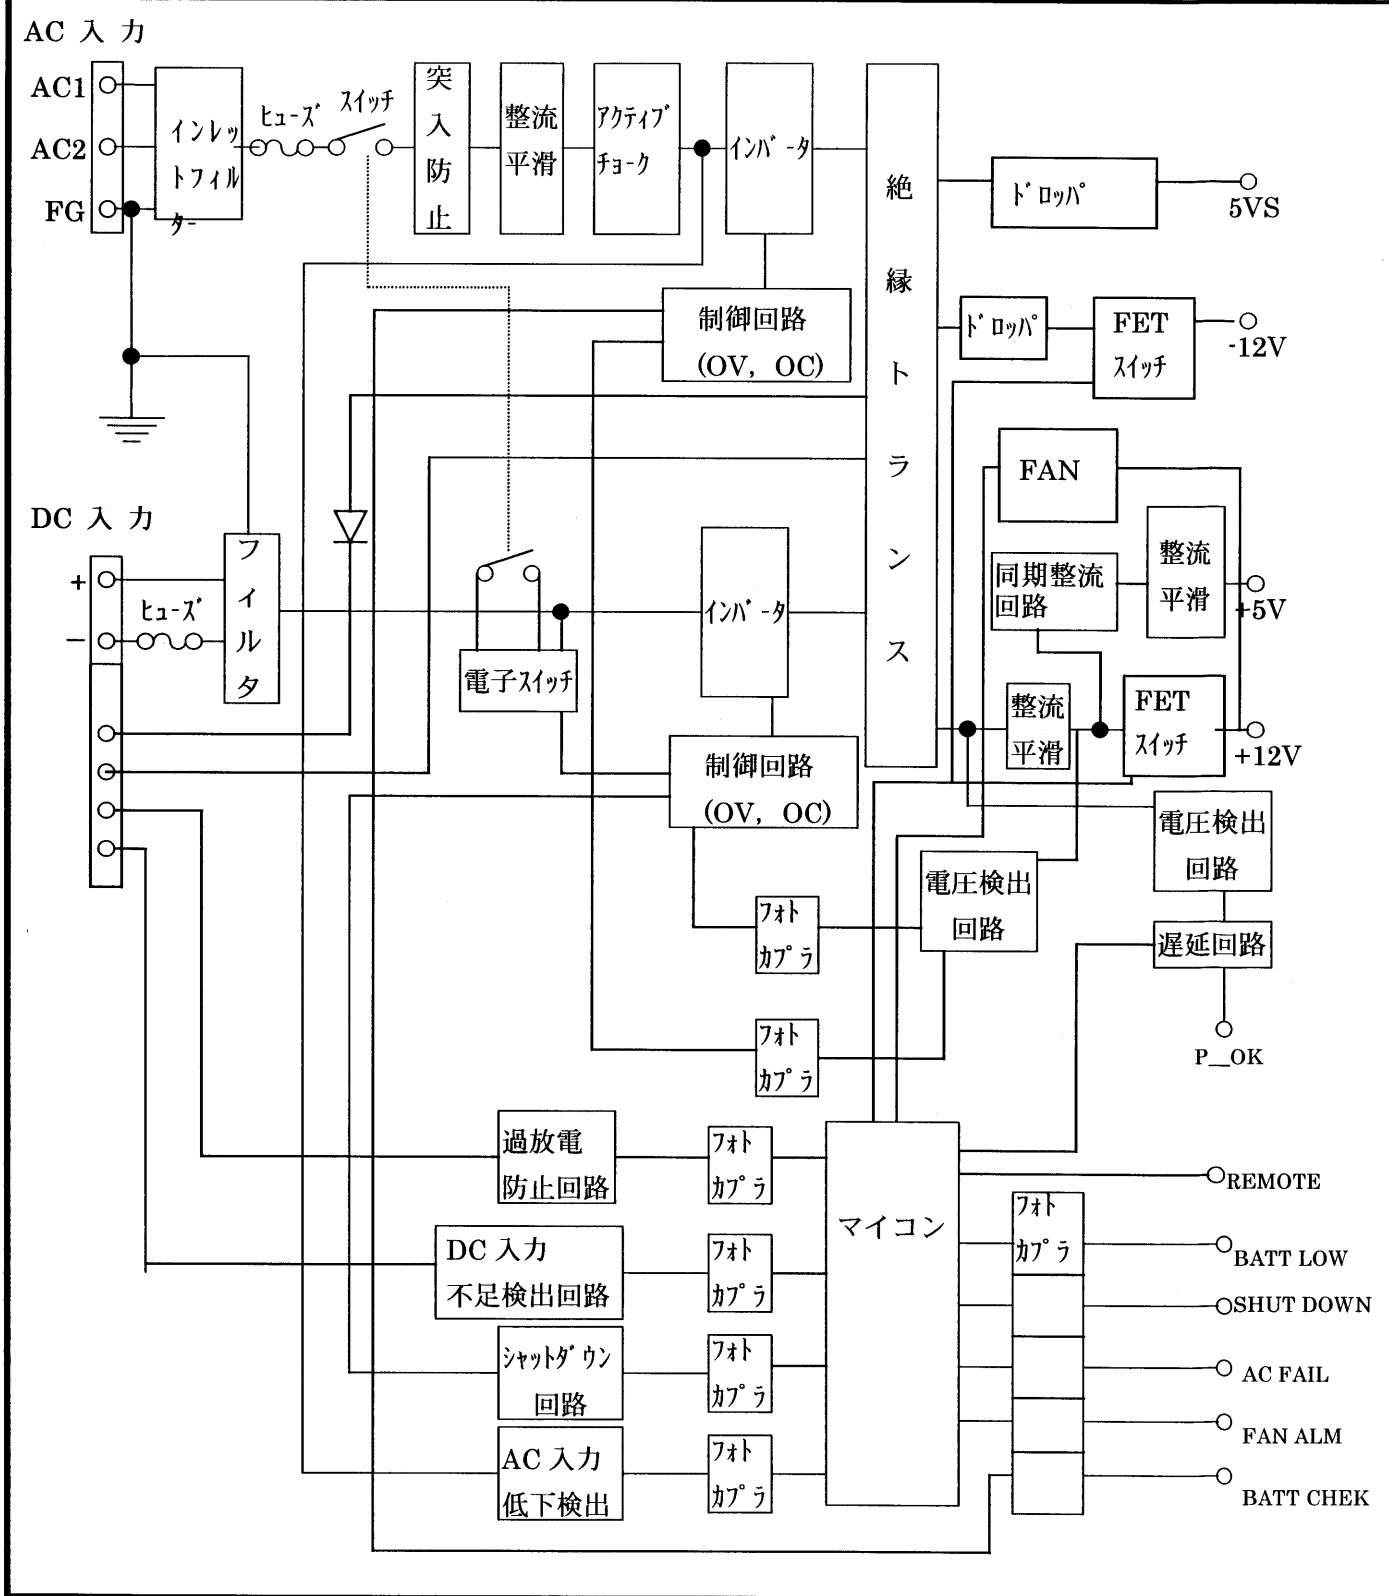 AC 入 力
AC1
AC2
FG
インレッ
トフィル
ター
ヒューズ
スイッチ
突
入
防
止
整流
平滑
アクティブ
チョーク
インバータ
絶
縁
ト
ラ
ン
ス
ドロッパ
5VS
制御回路
(OV, OC)
ドロッパ
FET
スイッチ
-12V
FAN
DC 入 力
+
ヒューズ
−
フ
ィ
ル
タ
電子スイッチ
インバータ
同期整流
回路
整流
平滑
+5V
整流
平滑
FET
スイッチ
+12V
制御回路
(OV, OC)
電圧検出
回路
電圧検出
回路
フォト
カプラ
遅延回路
P__OK
フォト
カプラ
過放電
防止回路
フォト
カプラ
マイコン
REMOTE
フォト
カプラ
BATT LOW
DC 入力
不足検出回路
フォト
カプラ
SHUT DOWN
シャットダウン
回路
フォト
カプラ
AC FAIL
FAN ALM
AC 入力
低下検出
フォト
カプラ
BATT CHEK